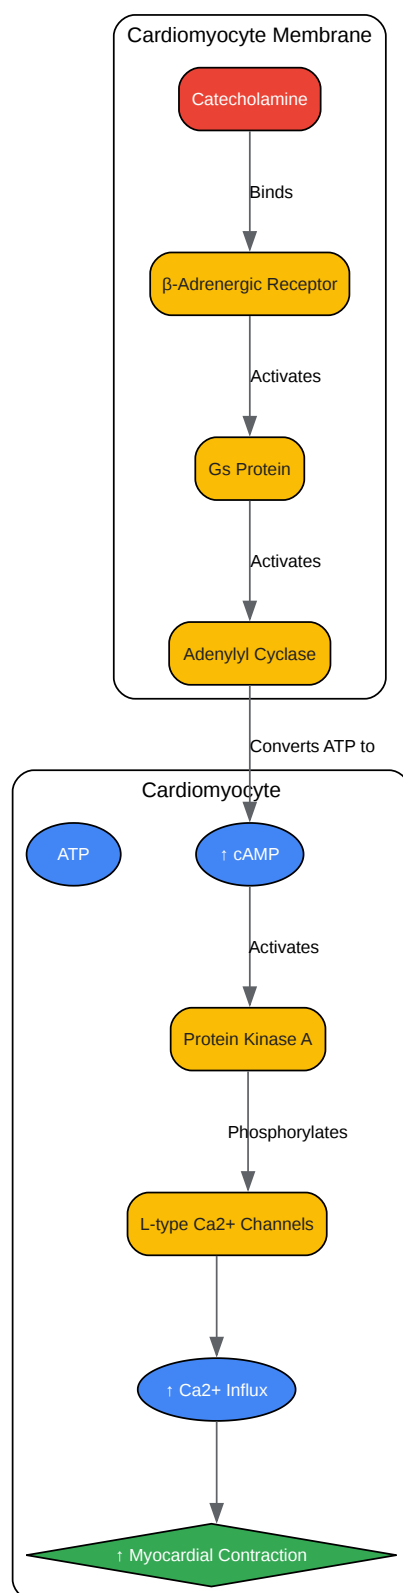 Cardiomyocyte Membrane
Catecholamine
Binds
β-Adrenergic Receptor
Activates
Gs Protein
Activates
Adenylyl Cyclase
Converts ATP to
Cardiomyocyte
ATP
↑ cAMP
Activates
Protein Kinase A
Phosphorylates
L-type Ca2+ Channels
↑ Ca2+ Influx
↑ Myocardial Contraction